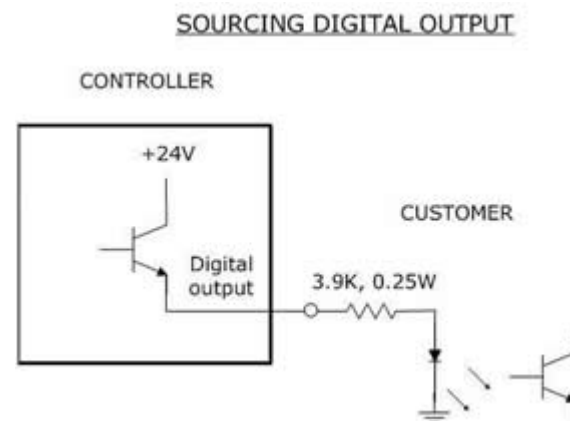 SOURCING DIGITAL OUTPUT
CONTROLLER
+24V
CUSTOMER
Digital
output
3.9K, 0.25W